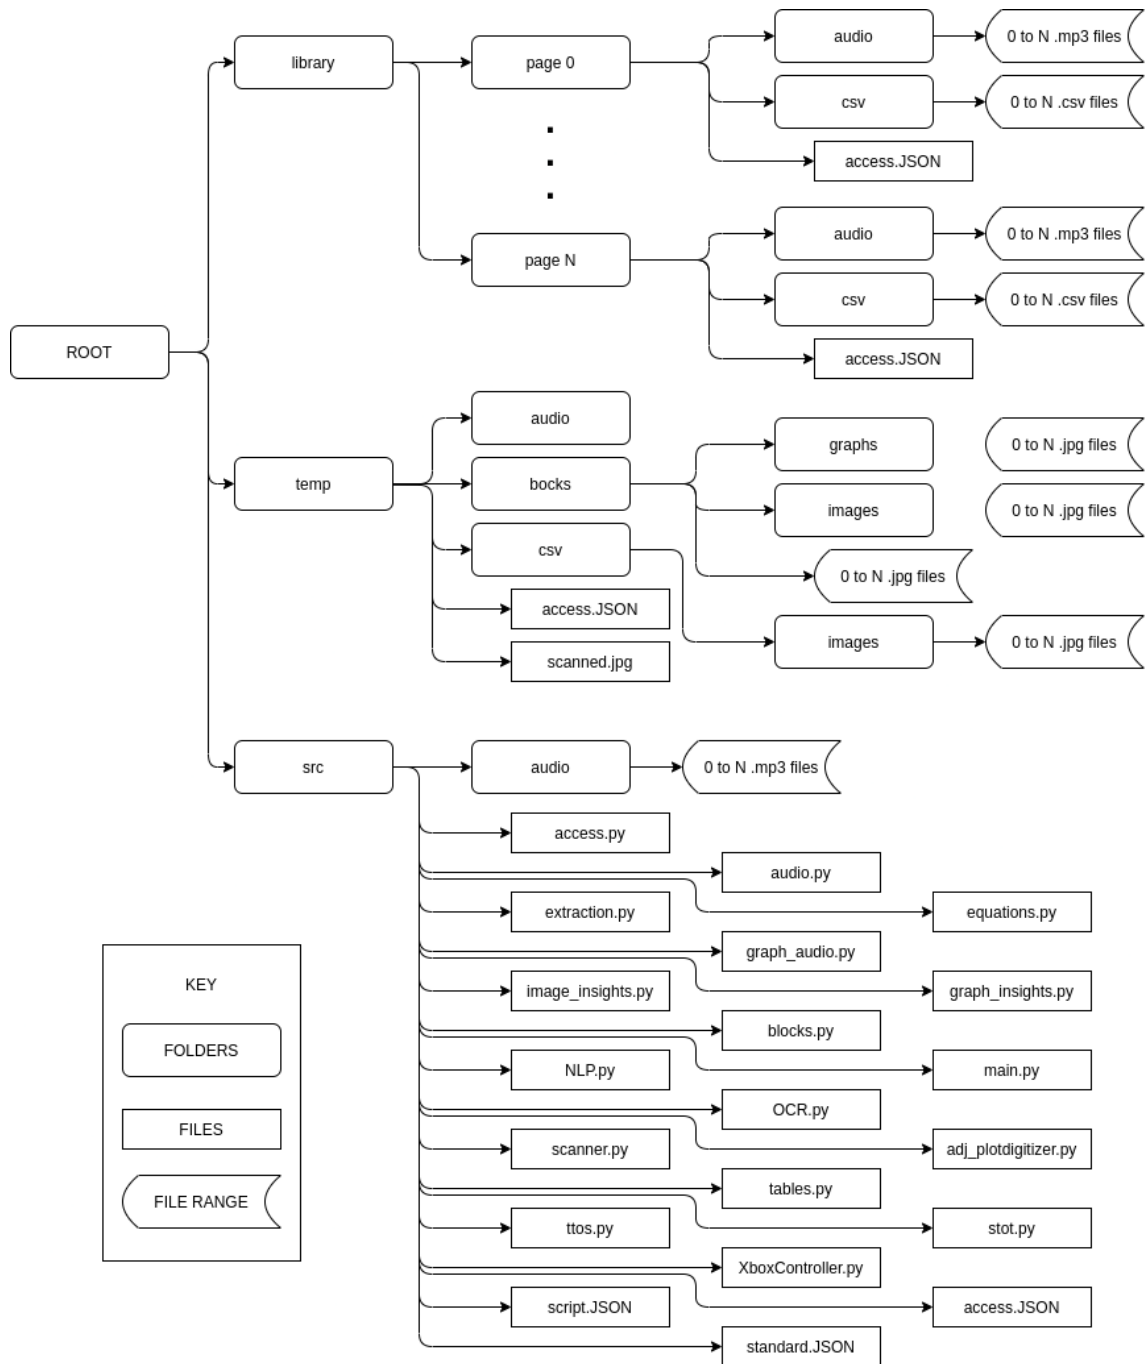 library
page 0
audio
0 to N .mp3 files
csv
0 to N .csv files
access.JSON
page N
audio
0 to N .mp3 files
csv
0 to N .csv files
access.JSON
ROOT
temp
audio
bocks
graphs
0 to N .jpg files
images
0 to N .jpg files
0 to N .jpg files
csv
images
0 to N .jpg files
access.JSON
scanned.jpg
src
audio
0 to N .mp3 files
access.py
audio.py
extraction.py
equations.py
graph_audio.py
image_insights.py
graph_insights.py
blocks.py
NLP.py
main.py
OCR.py
scanner.py
adj_plotdigitizer.py
tables.py
ttos.py
stot.py
XboxController.py
script.JSON
access.JSON
standard.JSON
KEY
FOLDERS
FILES
FILE RANGE